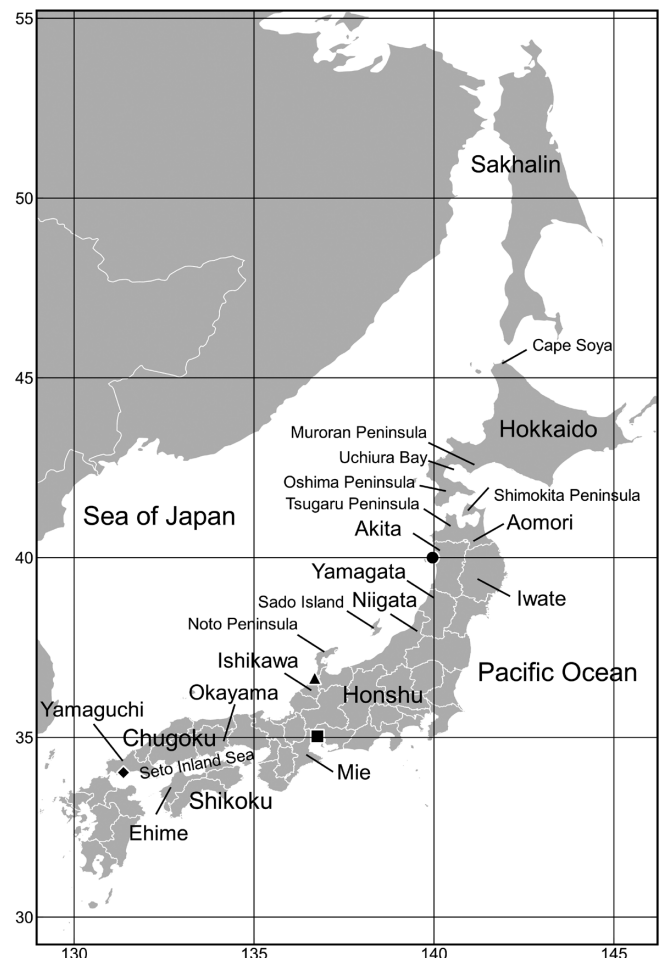 55
Sakhalin
50
Cape Soya
45
Muroran Peninsula
Hokkaido
Uchiura Bay
Oshima Peninsula
Shimokita Peninsula
Tsugaru Peninsula
Sea of Japan
Akita
Aomori
40
Yamagata
Sado Island
Niigata
Iwate
Noto Peninsula
Ishikawa
Pacific Ocean
Okayama
Honshu
Yamaguchi
35
Chugoku
Seto Inland Sea
Mie
Shikoku
Ehime
30
130 135 140 145